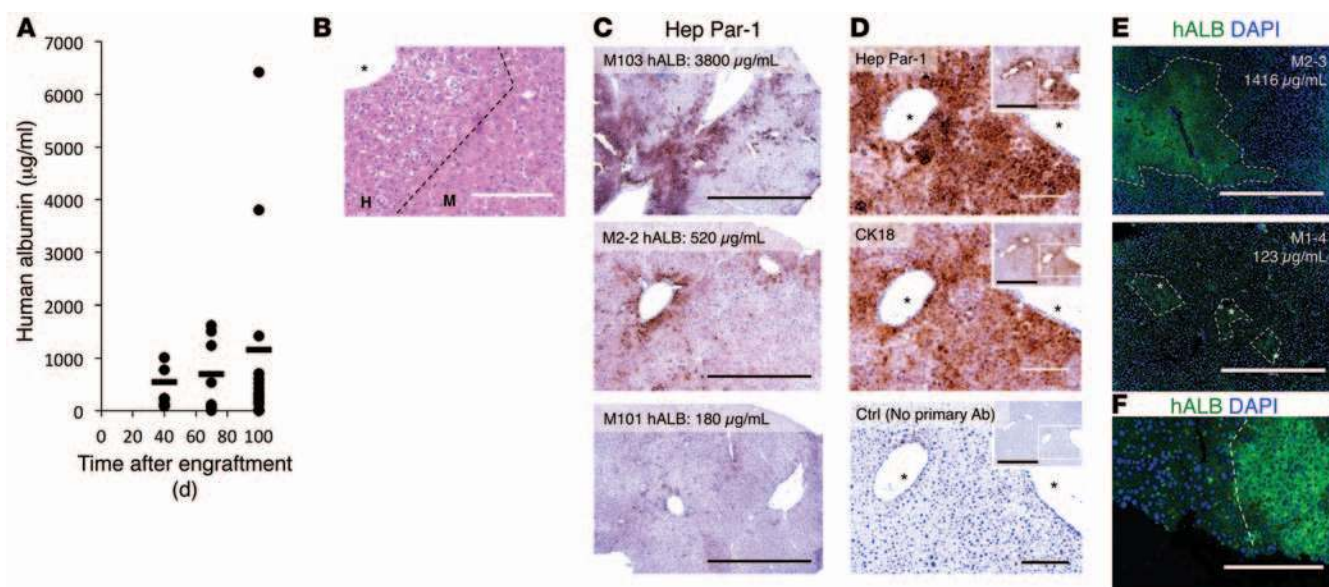 A
7000
6000
5000
4000
3000
2000
1000
0
Human albumin (µg/ml)
0 20 40 60 80 100
Time after engraftment
(d)
B
*
H
M
C
Hep Par-1
M103 hALB: 3800 µg/mL
M2-2 hALB: 520 µg/mL
M101 hALB: 180 µg/mL
D
Hep Par-1
*
*
CK18
*
*
Ctrl (No primary Ab)
*
*
E
hALB DAPI
M2-3
1416 µg/mL
M1-4
123 µg/mL
*
*
*
F
hALB DAPI